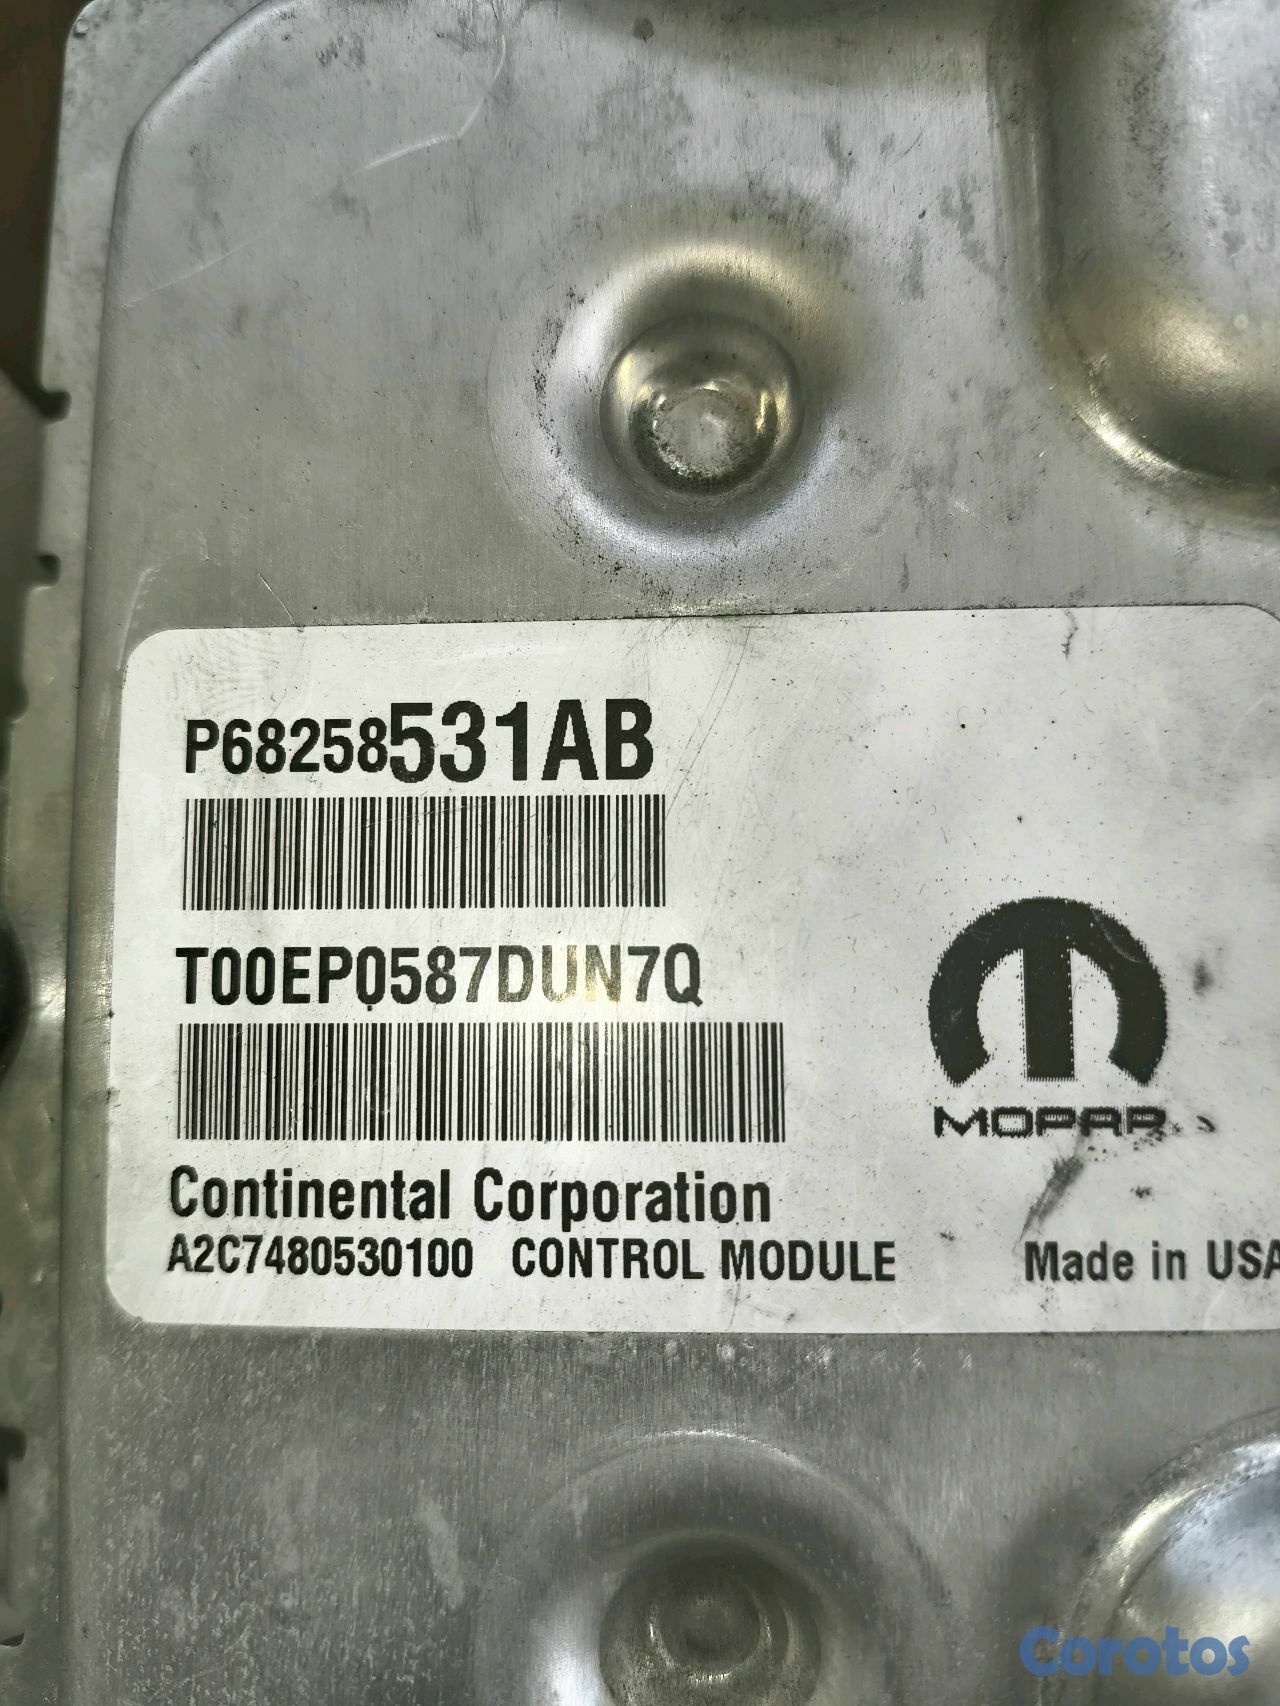 P68258531AB
T00EP0587DUN7Q
MOPAR
Continental Corporation
A2C7480530100 CONTROL MODULE Made in USA
Corotos